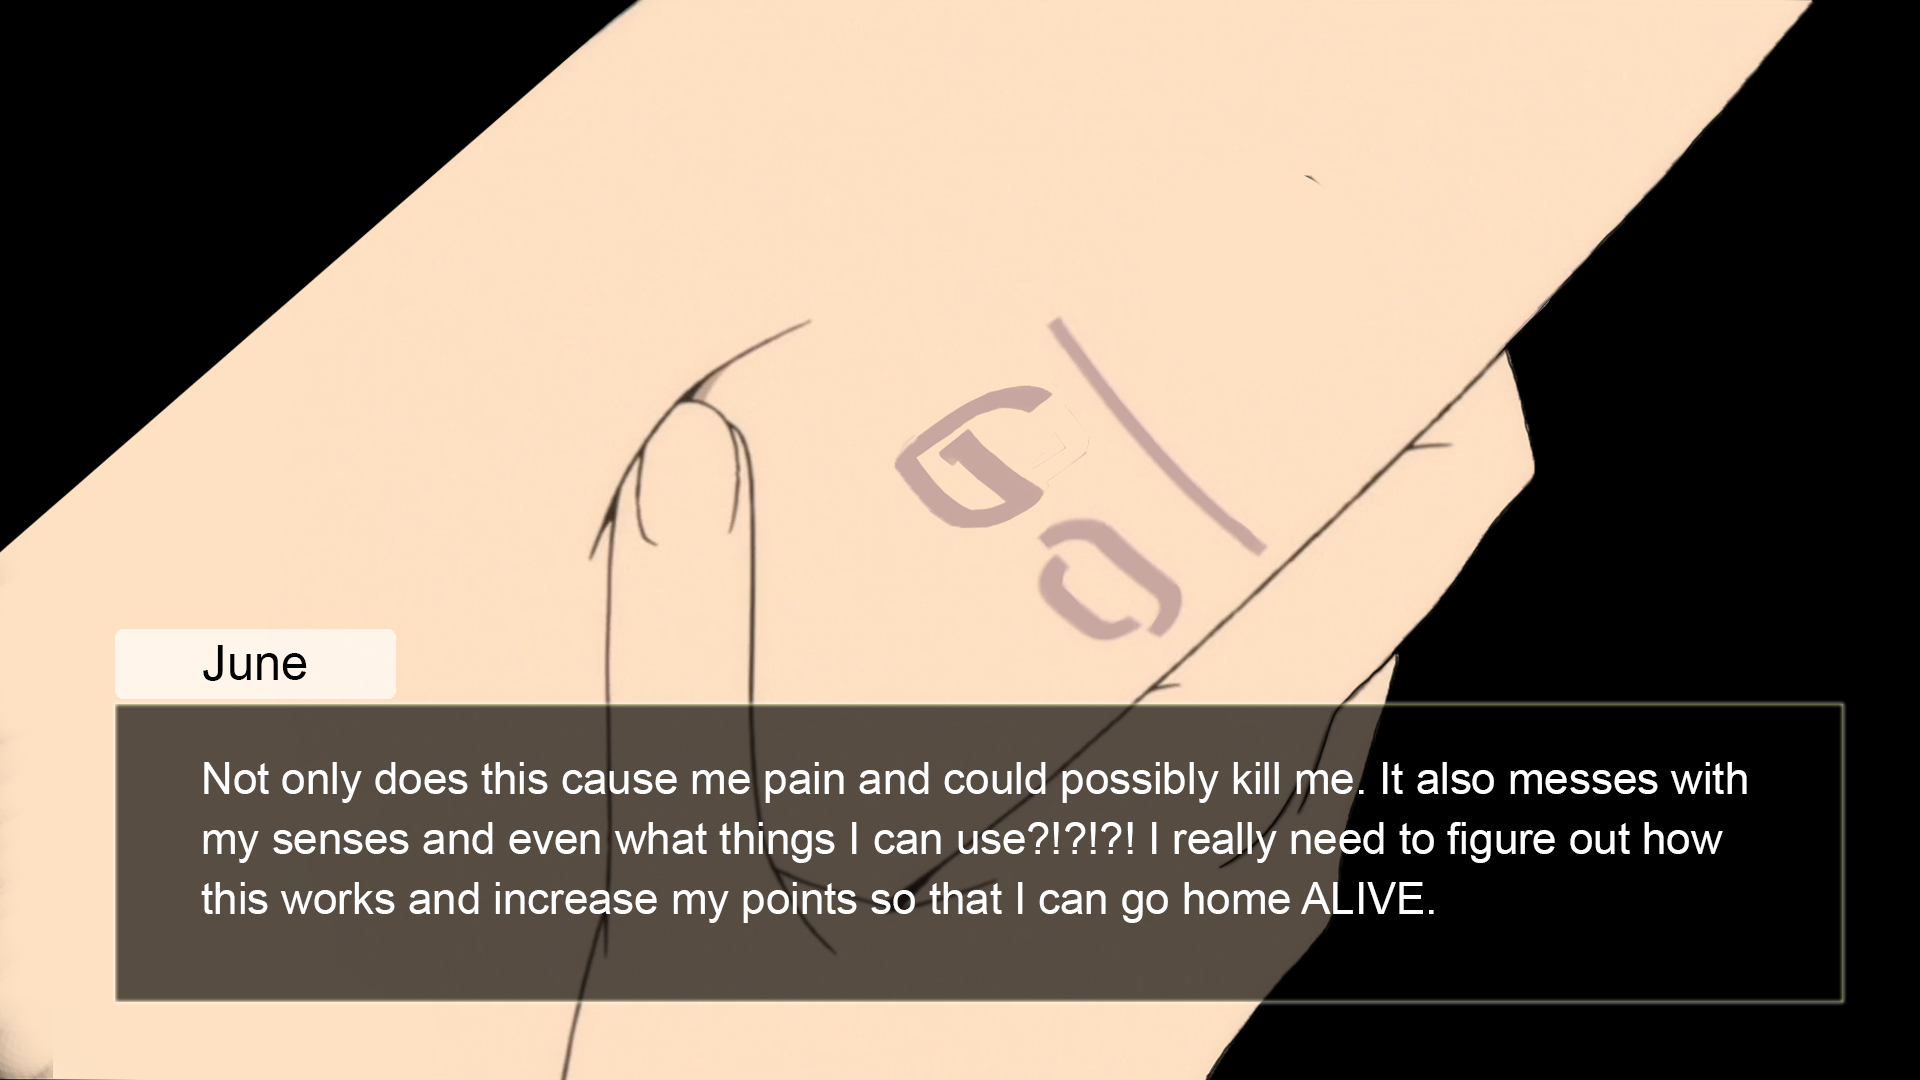 June
Not only does this cause me pain and could possibly kill me. It also messes with
my senses and even what things I can use?!?!?! I really need to figure out how
this works and increase my points so that I can go home ALIVE.